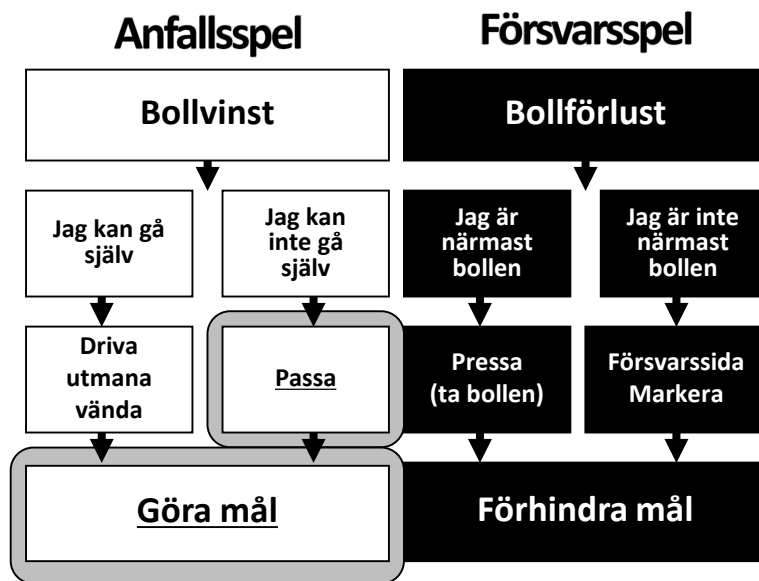 Anfallsspel
Försvarsspel
Bollvinst
Bollförlust
Jag kan gå
själv
Jag kan
inte gå
själv
Jag är
närmast
bollen
Jag är inte
närmast
bollen
Driva
utmana
vända
Passa
Pressa
(ta bollen)
Försvarssida
Markera
Göra mål
Förhindra mål